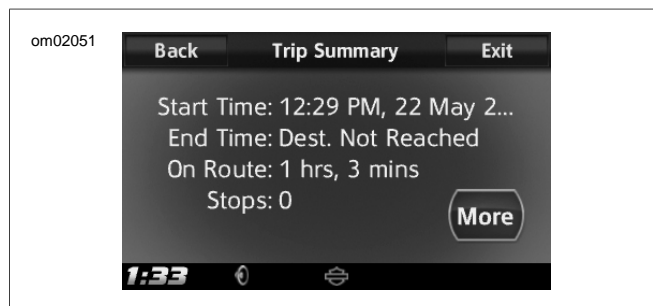 om02051
Back Trip Summary Exit
Start Time: 12:29 PM, 22 May 2...
End Time: Dest. Not Reached
On Route: 1 hrs, 3 mins
Stops: 0
More
1:33